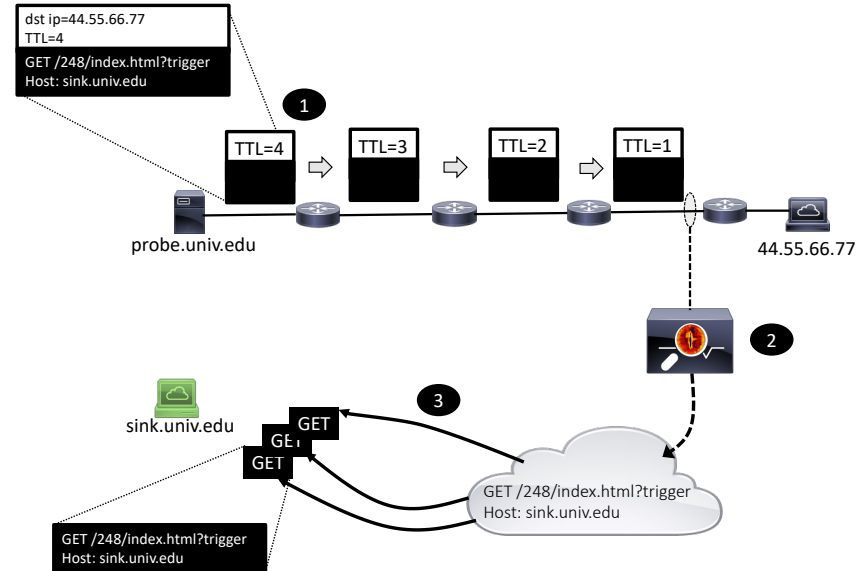 dst ip=44.55.66.77
TTL=4
GET /248/index.html?trigger
Host: sink.univ.edu
1
TTL=4
TTL=3
TTL=2
TTL=1
probe.univ.edu
44.55.66.77
2
3
sink.univ.edu
GET
GET
GET
GET /248/index.html?trigger
Host: sink.univ.edu
GET /248/index.html?trigger
Host: sink.univ.edu